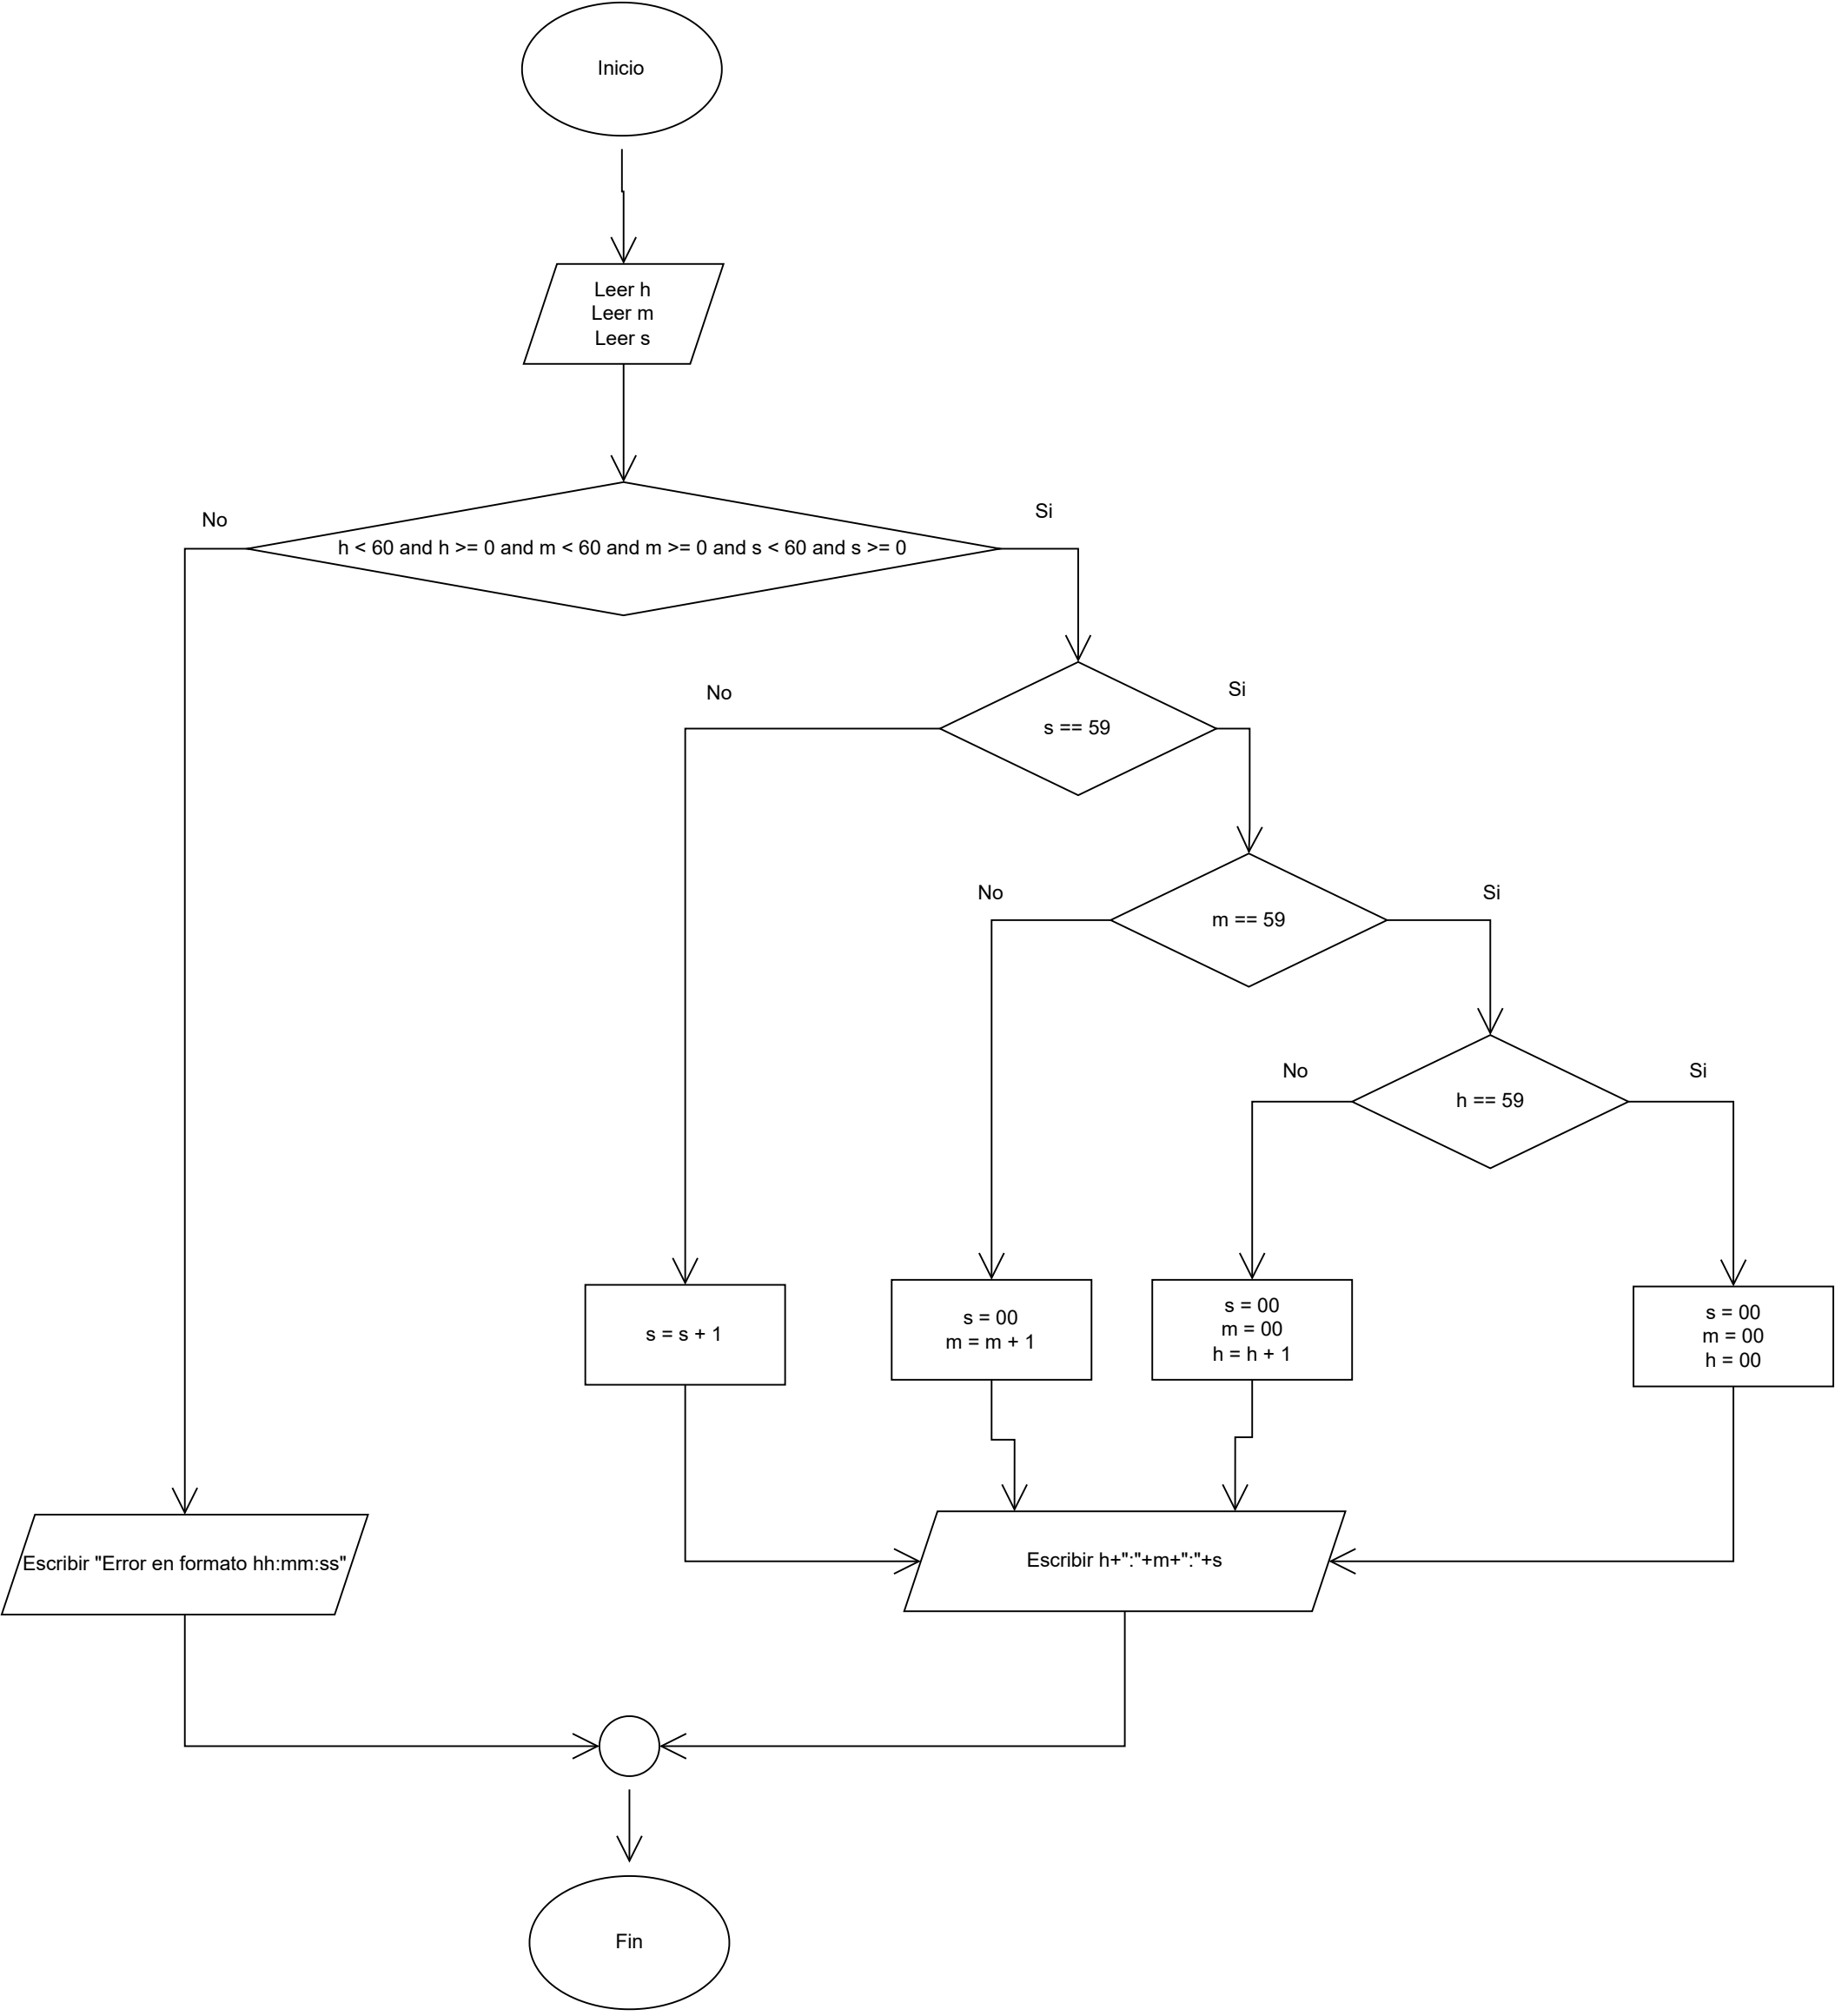 Inicio
Leer h
Leer m
Leer s
No
Si
h < 60 and h >= 0 and m < 60 and m >= 0 and s < 60 and s >= 0
No
Si
s == 59
No
Si
m == 59
No
Si
h == 59
s = s + 1
s = 00
m = m + 1
s = 00
m = 00
h = h + 1
s = 00
m = 00
h = 00
Escribir "Error en formato hh:mm:ss"
Escribir h+":"+m+":"+s
Fin